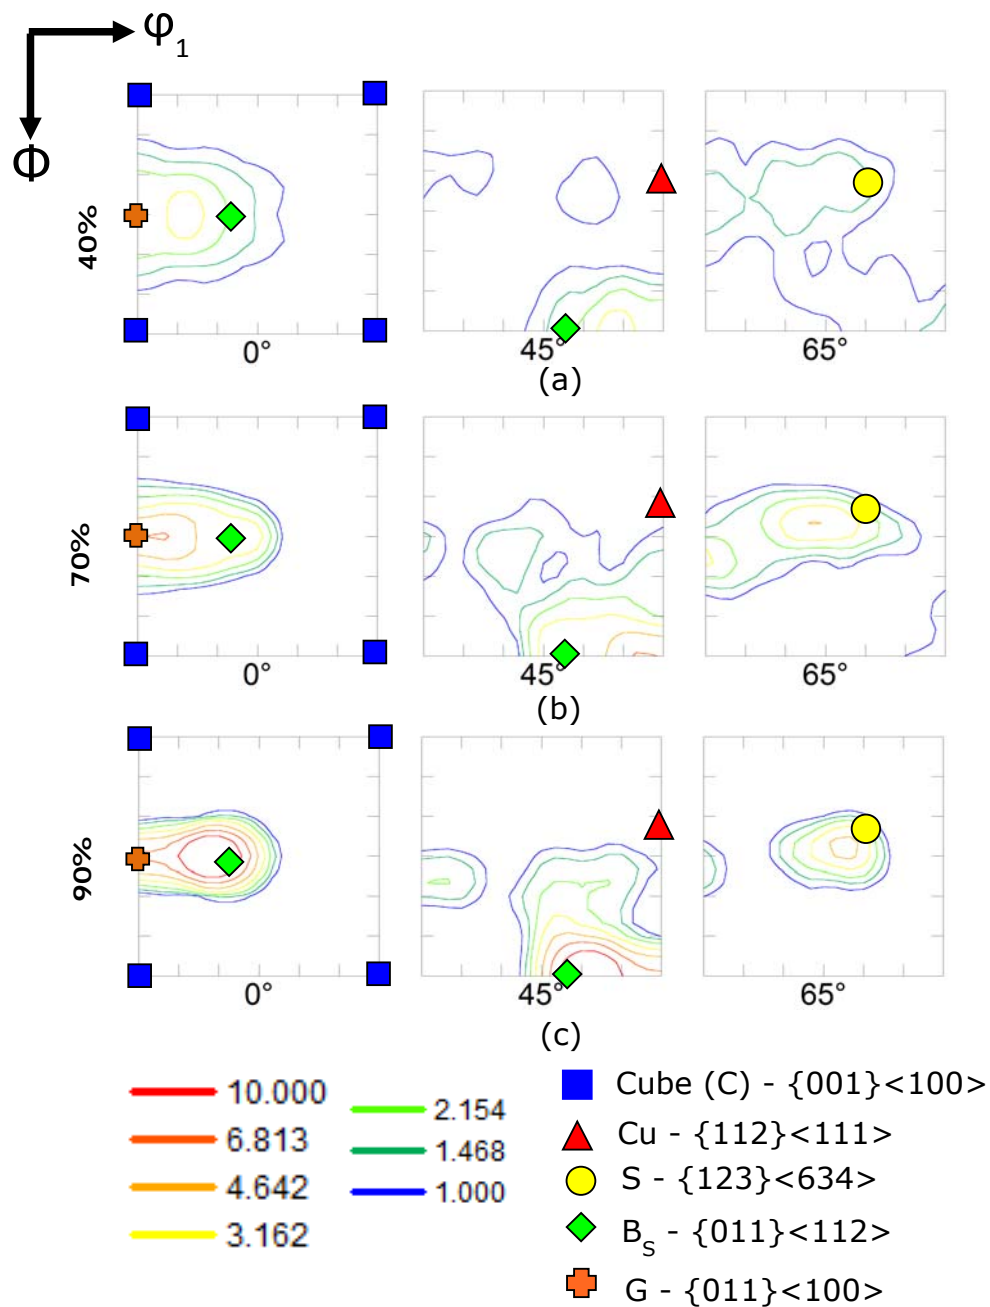 φ1
Φ
40%
0°
45°
65°
(a)
70%
0°
45°
65°
(b)
90%
0°
45°
65°
(c)
10.000
6.813
4.642
3.162
2.154
1.468
1.000
Cube (C) - {001}<100>
Cu - {112}<111>
S - {123}<634>
BS - {011}<112>
G - {011}<100>